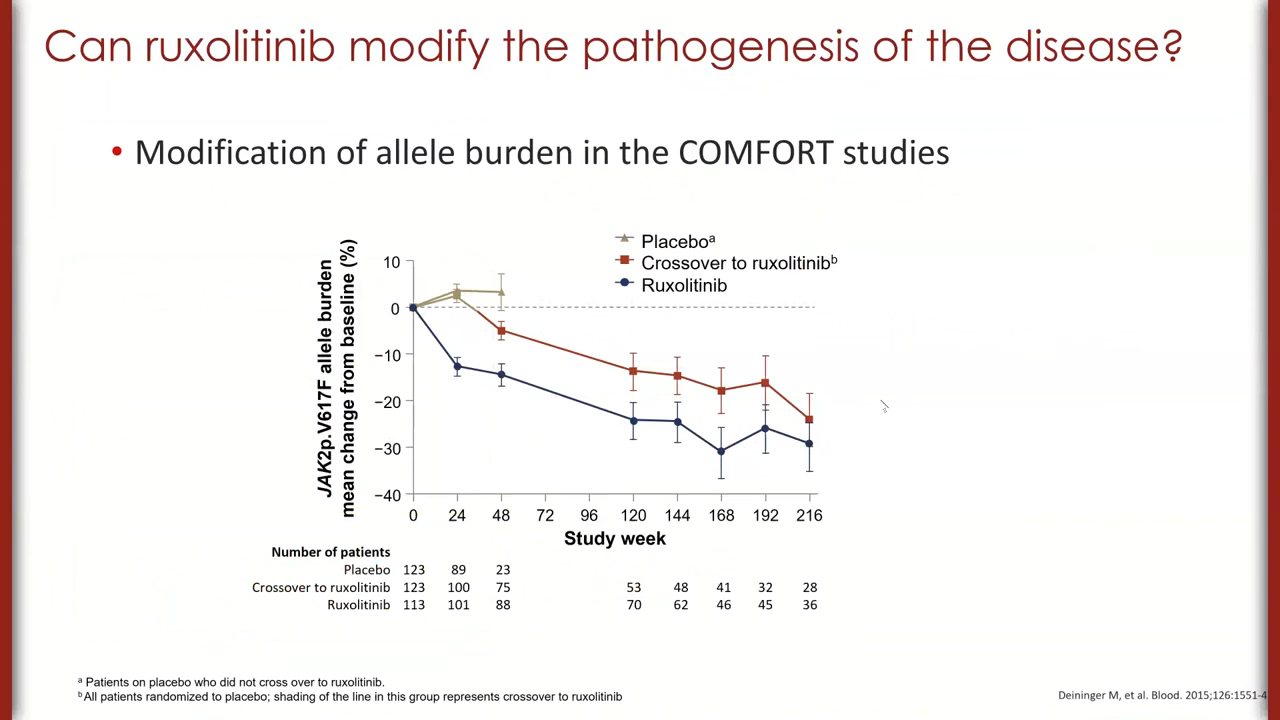 Can ruxolitinib modify the pathogenesis of the disease?
• Modification of allele burden in the COMFORT studies
Placeboᵃ
Crossover to ruxolitinibᵇ
Ruxolitinib
JAK2p.V617F allele burden
mean change from baseline (%)
10
0
−10
−20
−30
−40
0 24 48 72 96 120 144 168 192 216
Study week
Number of patients
Placebo 123 89 23
Crossover to ruxolitinib 123 100 75 53 48 41 32 28
Ruxolitinib 113 101 88 70 62 46 45 36
ᵃ Patients on placebo who did not cross over to ruxolitinib.
ᵇ All patients randomized to placebo; shading of the line in this group represents crossover to ruxolitinib
Deininger M, et al. Blood. 2015;126:1551-4